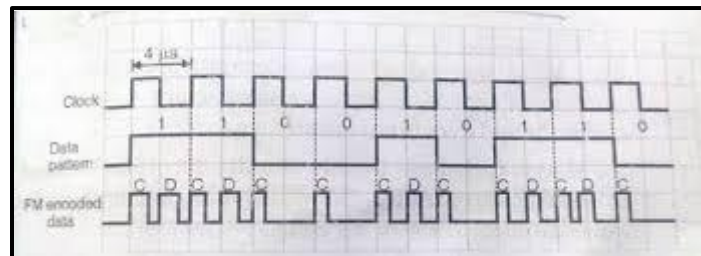 4 µs
Clock
1 1 0 0 1 0 1 1 0
Data
pattern
C D C D C C C D C C D C D C
FM encoded
data